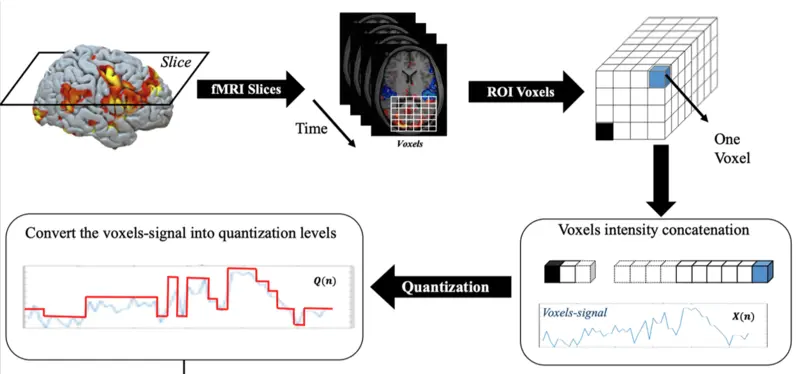 Slice
fMRI Slices
Time
Voxels
ROI Voxels
One
Voxel
Convert the voxels-signal into quantization levels
Q(n)
Quantization
Voxels intensity concatenation
Voxels-signal
X(n)